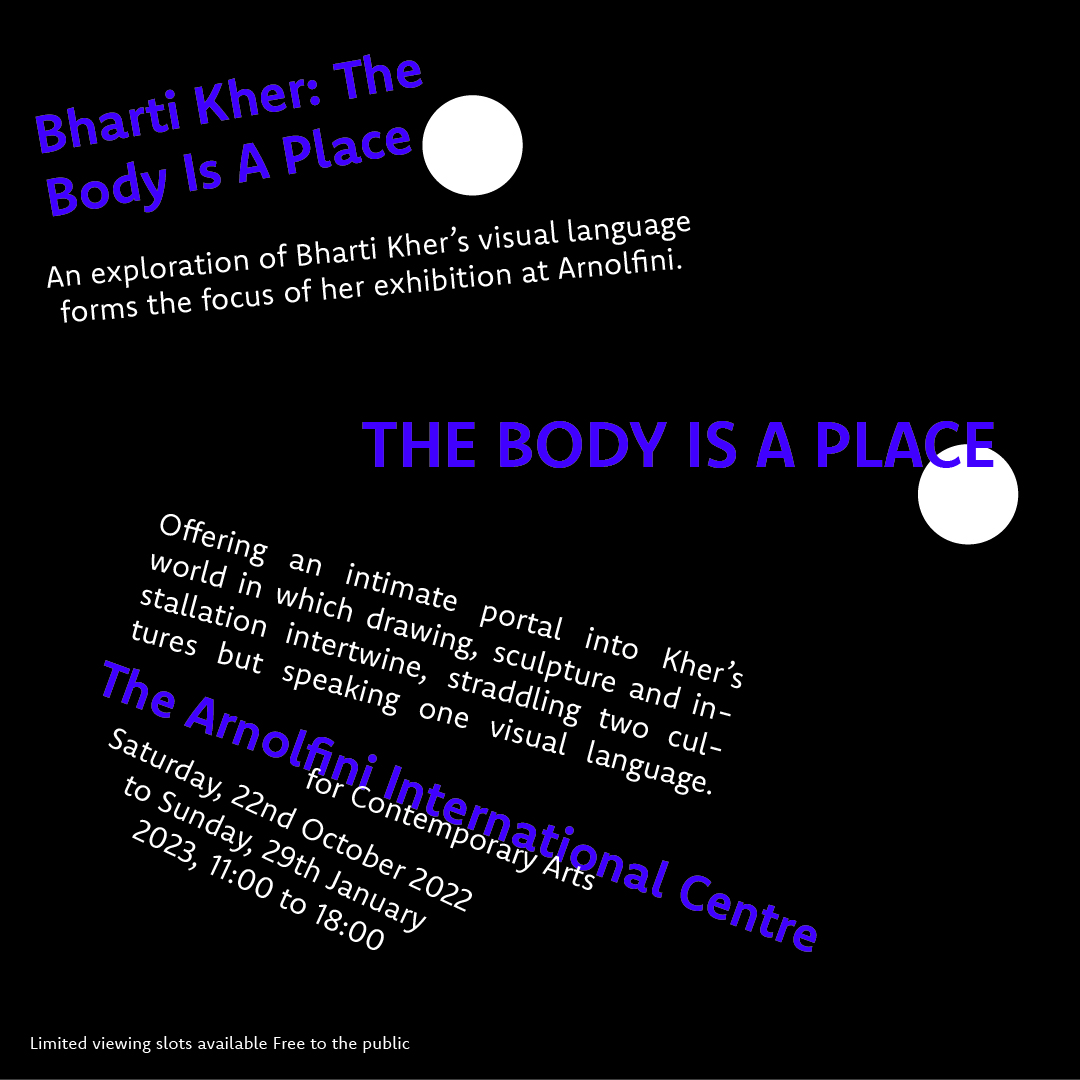 Bharti Kher: The
Body Is A Place
An exploration of Bharti Kher’s visual language
forms the focus of her exhibition at Arnolfini.
THE BODY IS A PLACE
Offering an intimate portal into Kher’s
world in which drawing, sculpture and in-
stallation intertwine, straddling two cul-
tures but speaking one visual language.
The Arnolfini International Centre
for Contemporary Arts
Saturday, 22nd October 2022
to Sunday, 29th January
2023, 11:00 to 18:00
Limited viewing slots available Free to the public